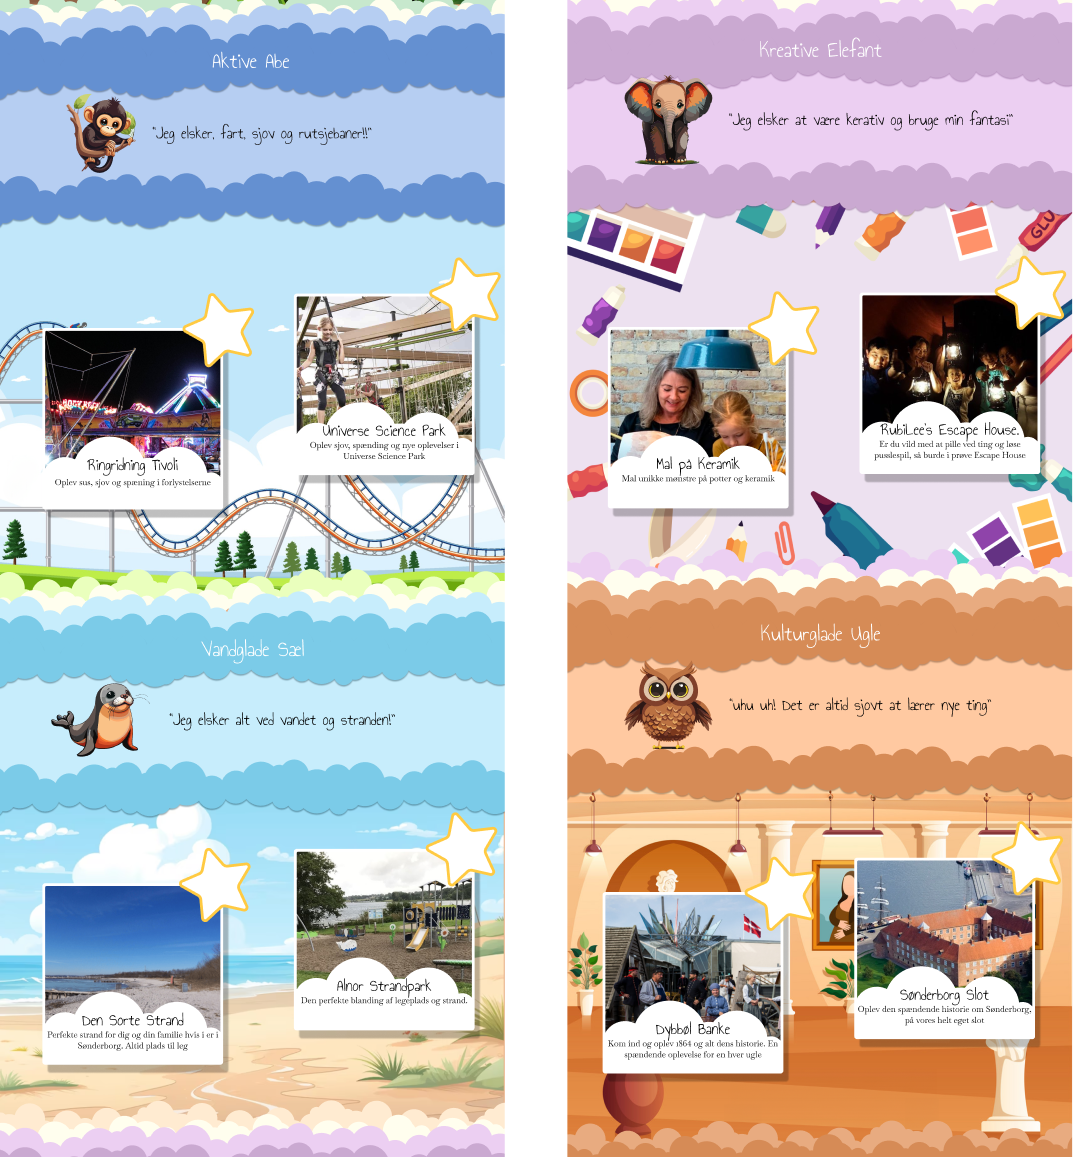 Aktive Abe
"Jeg elsker, fart, sjov og rutsjebaner!!"
Ringridning Tivoli
Oplev sus, sjov og spæning i forlystelserne
Universe Science Park
Oplev sjov, spænding og nye oplevelser i
Universe Science Park
Vandglade Sæl
"Jeg elsker alt ved vandet og stranden!"
Den Sorte Strand
Perfekte strand for dig og din familie hvis i er i
Sønderborg. Altid plads til leg
Alnor Strandpark
Den perfekte blanding af legeplads og strand.
Kreative Elefant
"Jeg elsker at være kerativ og bruge min fantasi"
GLU
Mal på Keramik
Mal unikke mønstre på potter og keramik
RubiLee's Escape House.
Er du vild med at pille ved ting og løse
pusslespil, så burde i prøve Escape House
Kulturglade Ugle
"uhu uh! Det er altid sjovt at lærer nye ting"
Dybbøl Banke
Kom ind og oplev 1864 og alt dens historie. En
spændende oplevelse for en hver ugle
Sønderborg Slot
Oplev den spændende historie om Sønderborg,
på vores helt eget slot